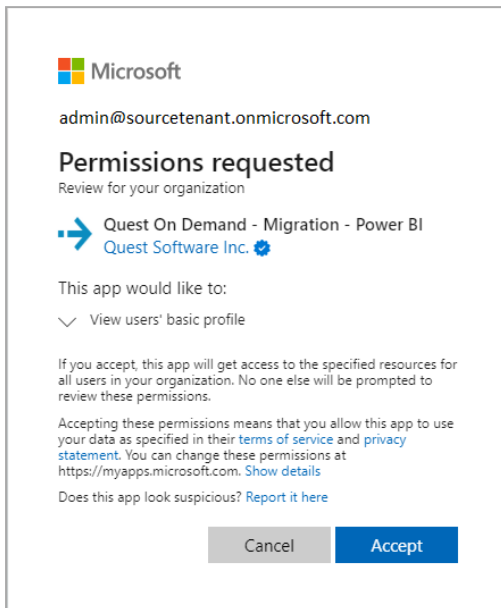 Microsoft
admin@sourcetenant.onmicrosoft.com
Permissions requested
Review for your organization
Quest On Demand - Migration - Power BI
Quest Software Inc.
This app would like to:
View users' basic profile
If you accept, this app will get access to the specified resources for
all users in your organization. No one else will be prompted to
review these permissions.
Accepting these permissions means that you allow this app to use
your data as specified in their terms of service and privacy
statement. You can change these permissions at
https://myapps.microsoft.com. Show details
Does this app look suspicious? Report it here
Cancel
Accept